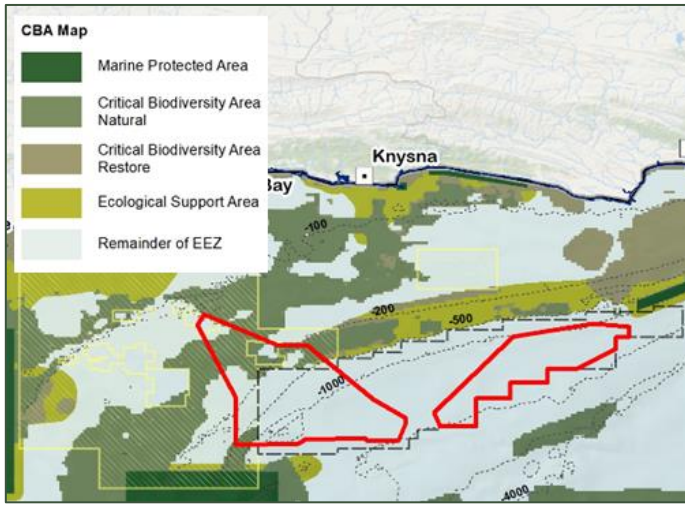 CBA Map
Marine Protected Area
Critical Biodiversity Area
Natural
Critical Biodiversity Area
Restore
Ecological Support Area
Remainder of EEZ
Knysna
Bay
-100
-200
-500
-1000
-4000